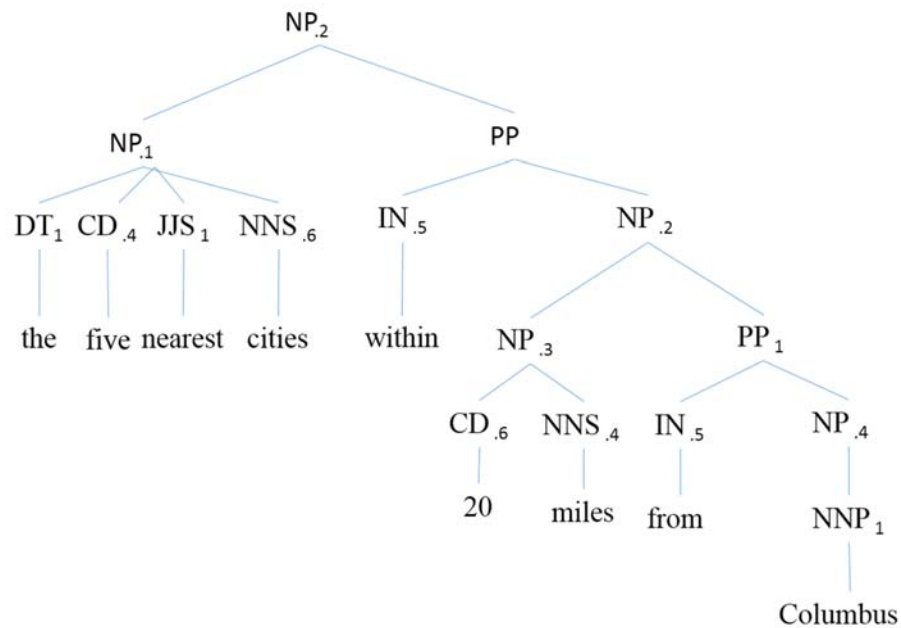 NP.2
NP.1 PP
DT1 CD.4 JJS1 NNS.6 IN.5 NP.2
the five nearest cities within NP.3 PP1
CD.6 NNS.4 IN.5 NP.4
20 miles from NNP1
Columbus